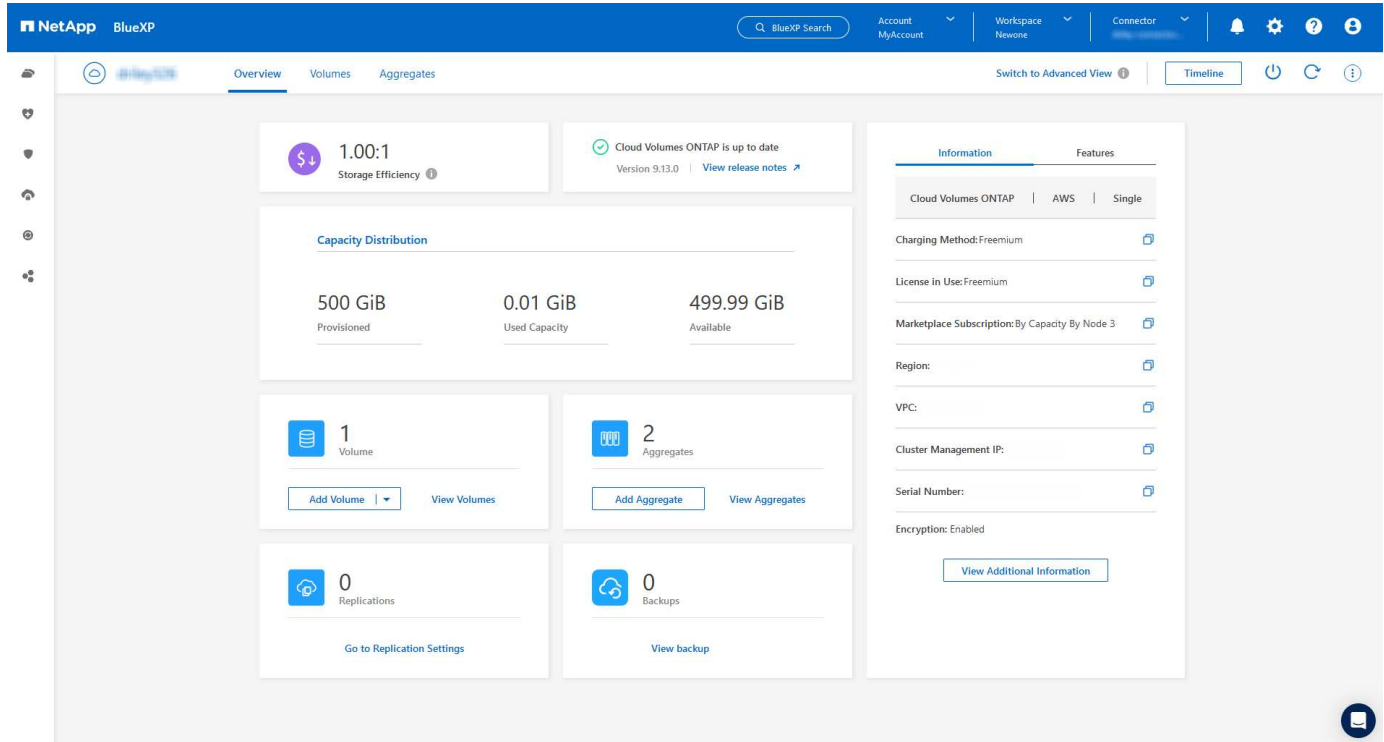 NetApp BlueXP
BlueXP Search
Account
MyAccount
Workspace
Newone
Connector
Overview Volumes Aggregates
Switch to Advanced View
Timeline
1.00:1
Storage Efficiency
Cloud Volumes ONTAP is up to date
Version 9.13.0 | View release notes
Capacity Distribution
500 GiB
Provisioned
0.01 GiB
Used Capacity
499.99 GiB
Available
1
Volume
Add Volume View Volumes
2
Aggregates
Add Aggregate View Aggregates
0
Replications
Go to Replication Settings
0
Backups
View backup
Information Features
Cloud Volumes ONTAP | AWS | Single
Charging Method: Freemium
License in Use: Freemium
Marketplace Subscription: By Capacity By Node 3
Region:
VPC:
Cluster Management IP:
Serial Number:
Encryption: Enabled
View Additional Information